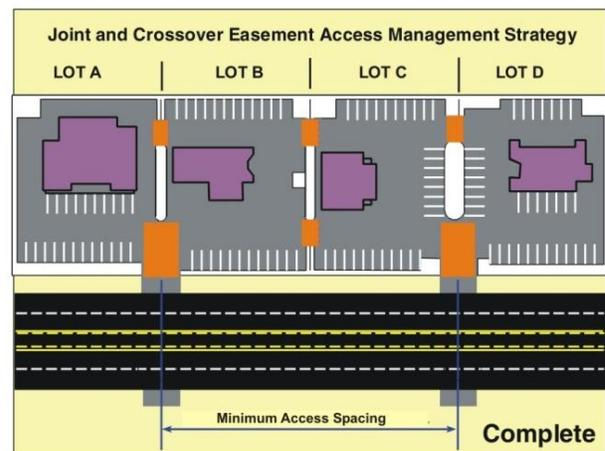 Joint and Crossover Easement Access Management Strategy
LOT A LOT B LOT C LOT D
Minimum Access Spacing
Complete